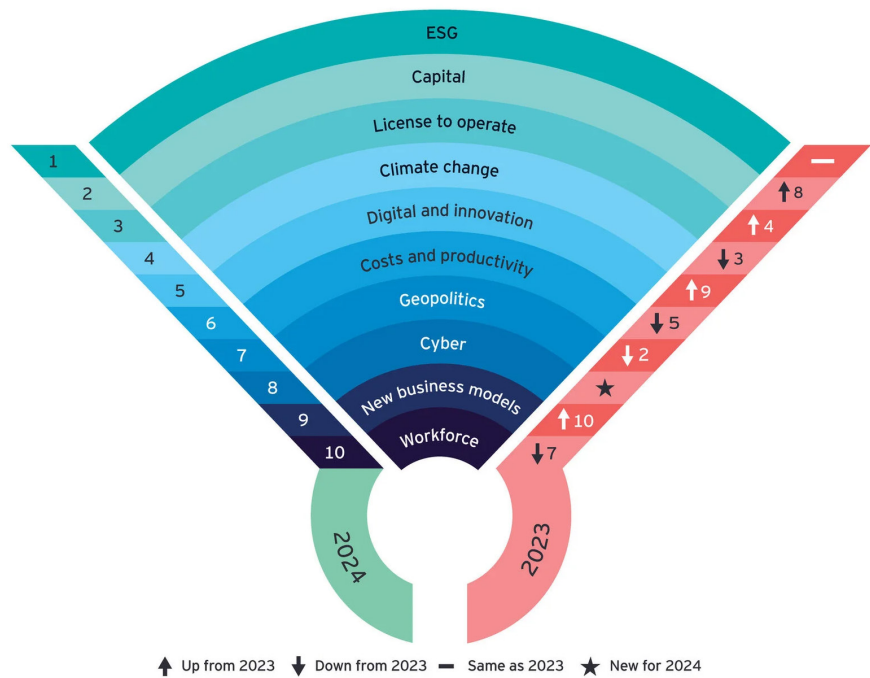 ESG
Capital
License to operate
Climate change
Digital and innovation
Costs and productivity
Geopolitics
Cyber
New business models
Workforce
1
2
3
4
5
6
7
8
9
10
8
4
3
9
5
2
10
7
2024
2023
Up from 2023 Down from 2023 Same as 2023 New for 2024